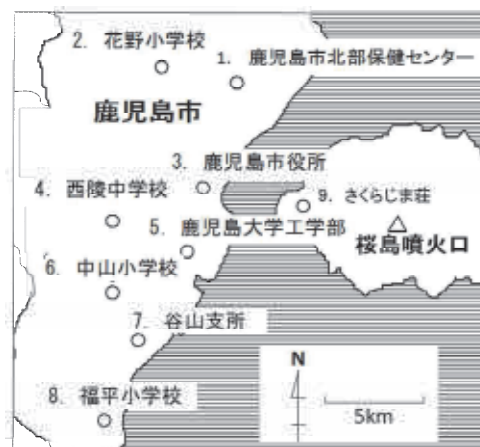 2. 花野小学校
1. 鹿児島市北部保健センター
鹿児島市
3. 鹿児島市役所
4. 西陵中学校
9. さくらじま荘
5. 鹿児島大学工学部
桜島噴火口
6. 中山小学校
7. 谷山支所
N
8. 福平小学校
5km